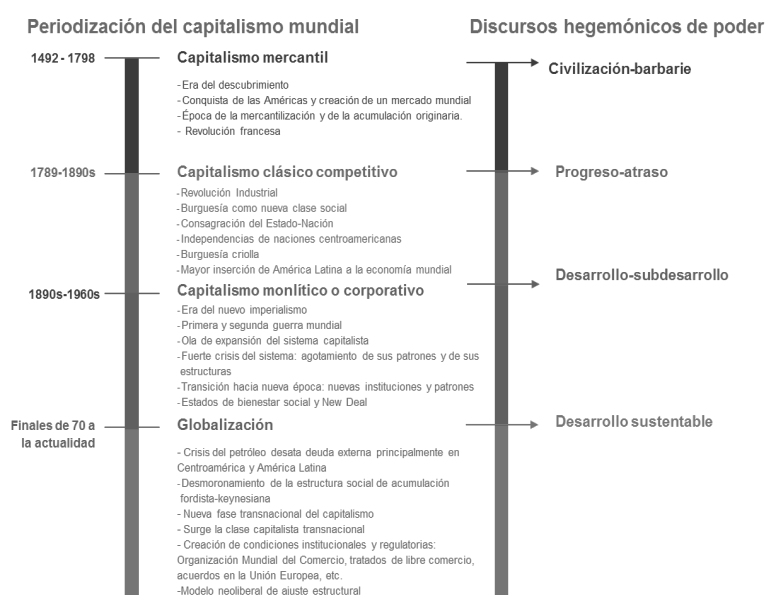 Periodización del capitalismo mundial
Discursos hegemónicos de poder
1492 - 1798
Capitalismo mercantil
-Era del descubrimiento
-Conquista de las Américas y creación de un mercado mundial
-Época de la mercantilización y de la acumulación originaria.
- Revolución francesa
Civilización-barbarie
1789-1890s
Capitalismo clásico competitivo
-Revolución Industrial
-Burguesía como nueva clase social
-Consagración del Estado-Nación
-Independencias de naciones centroamericanas
-Burguesía criolla
-Mayor inserción de América Latina a la economía mundial
Progreso-atraso
1890s-1960s
Capitalismo monlítico o corporativo
-Era del nuevo imperialismo
-Primera y segunda guerra mundial
-Ola de expansión del sistema capitalista
-Fuerte crisis del sistema: agotamiento de sus patrones y de sus
estructuras
-Transición hacia nueva época: nuevas instituciones y patrones
-Estados de bienestar social y New Deal
Desarrollo-subdesarrollo
Finales de 70 a
la actualidad
Globalización
- Crisis del petróleo desata deuda externa principalmente en
Centroamérica y América Latina
-Desmoronamiento de la estructura social de acumulación
fordista-keynesiana
- Nueva fase transnacional del capitalismo
- Surge la clase capitalista transnacional
- Creación de condiciones institucionales y regulatorias:
Organización Mundial del Comercio, tratados de libre comercio,
acuerdos en la Unión Europea, etc.
-Modelo neoliberal de ajuste estructural
Desarrollo sustentable